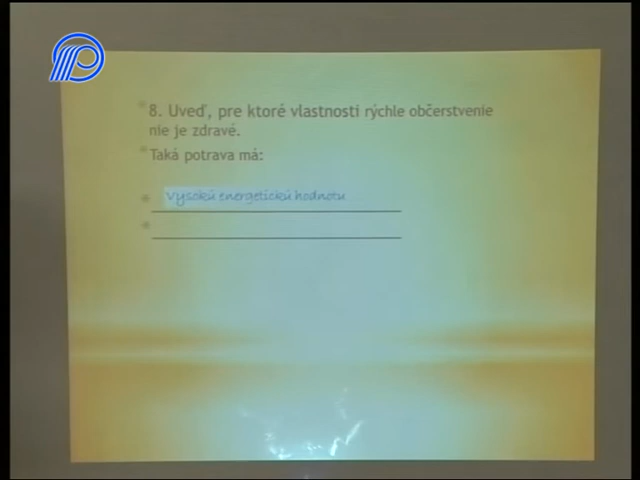 8. Uveď, pre ktoré vlastnosti rýchle občerstvenie
nie je zdravé.
Taká potrava má:
Vysokú energetickú hodnotu